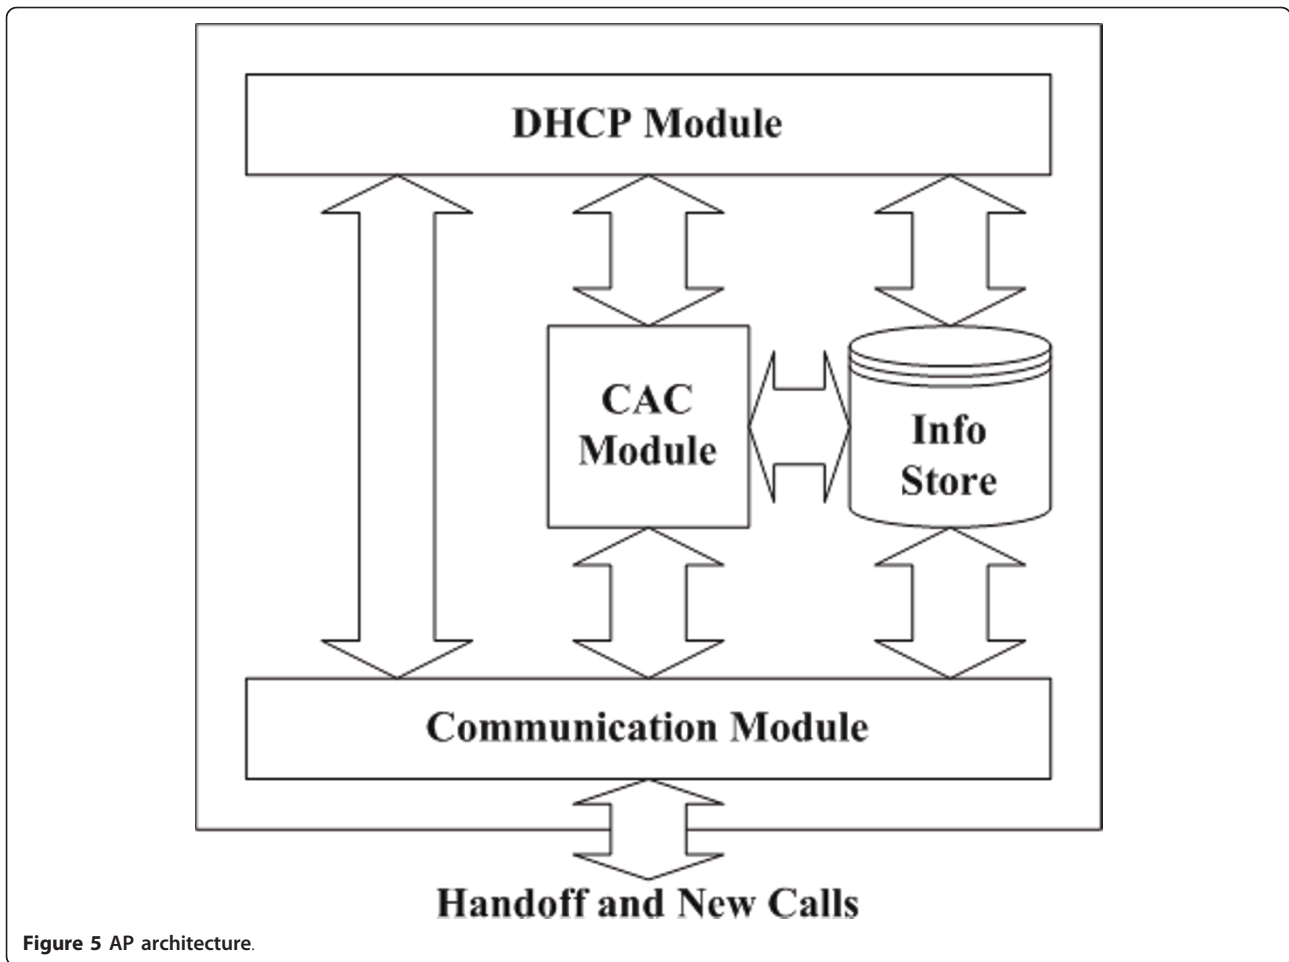 DHCP Module
CAC
Module
Info
Store
Communication Module
Handoff and New Calls
Figure 5 AP architecture.